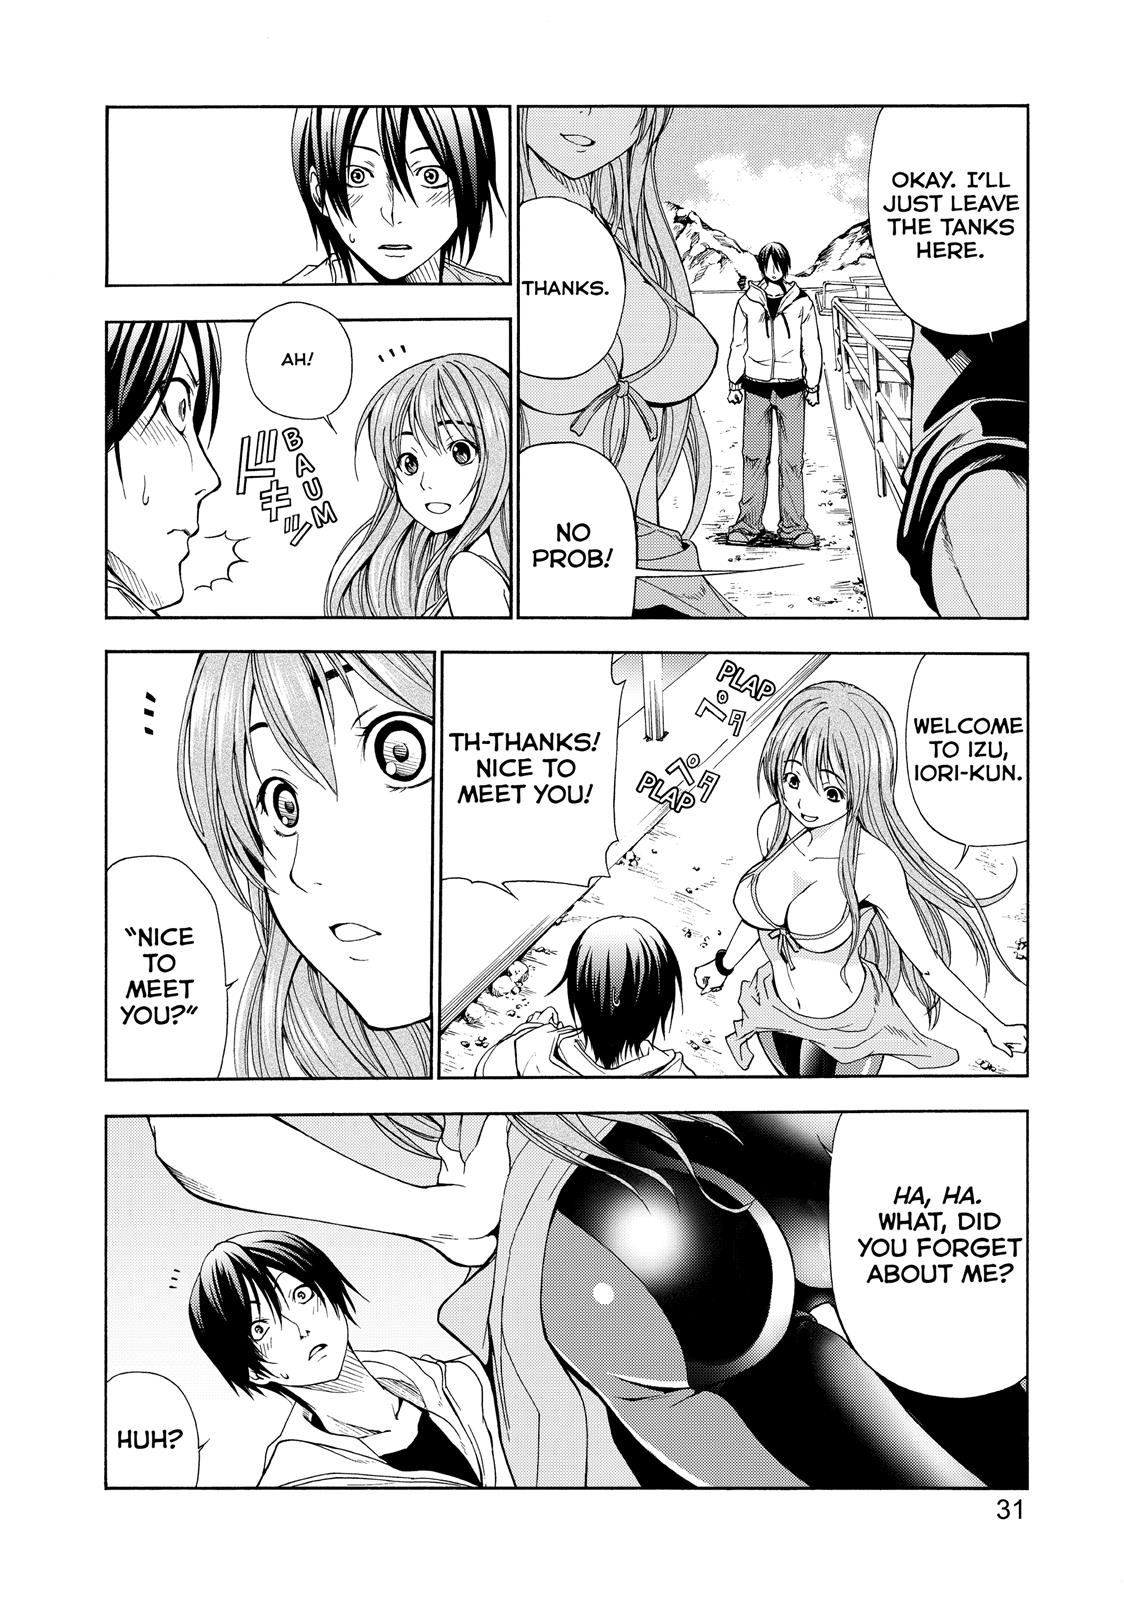 OKAY. I'LL
JUST LEAVE
THE TANKS
HERE.
THANKS.
NO
PROB!
AH!
ドドキッ
BAUM
WELCOME
TO IZU,
IORI-KUN.
PLAP
ペタ
ペタ
PLAP
TH-THANKS!
NICE TO
MEET YOU!
"NICE
TO
MEET
YOU?"
HA, HA.
WHAT, DID
YOU FORGET
ABOUT ME?
HUH?
31